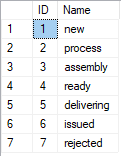 ID Name
1 1 new
2 2 process
3 3 assembly
4 4 ready
5 5 delivering
6 6 issued
7 7 rejected